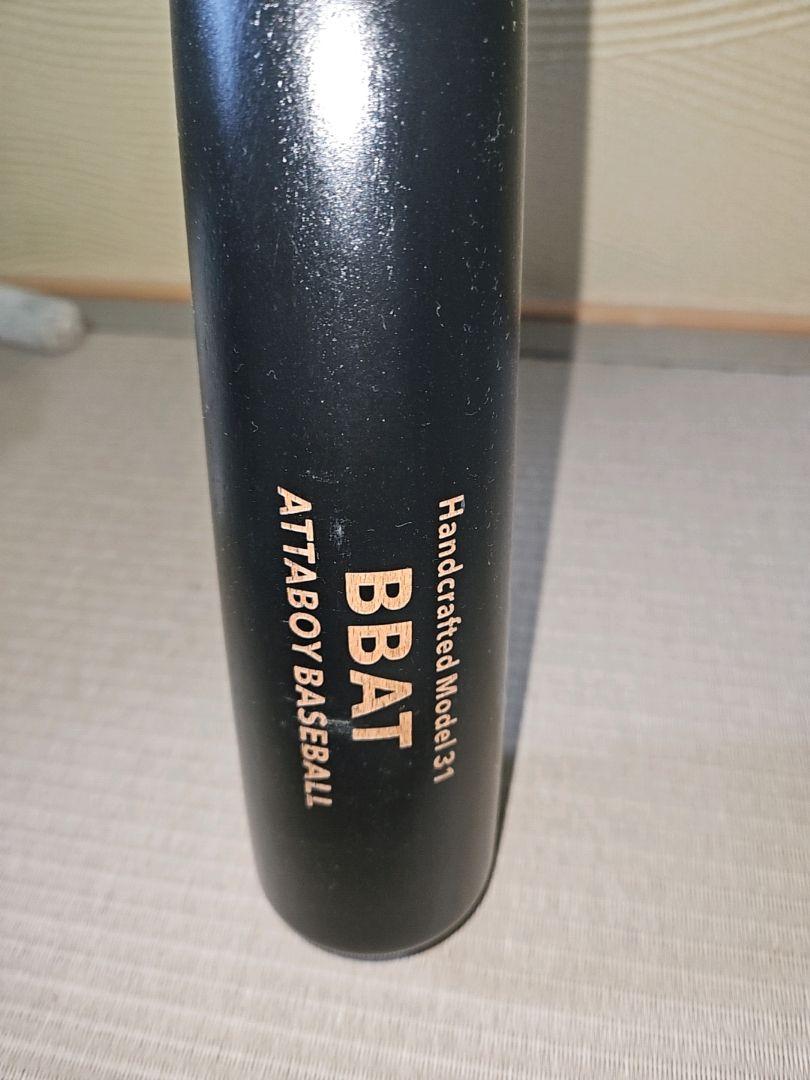 Handcrafted Model 31
BBAT
ATTABOY BASEBALL